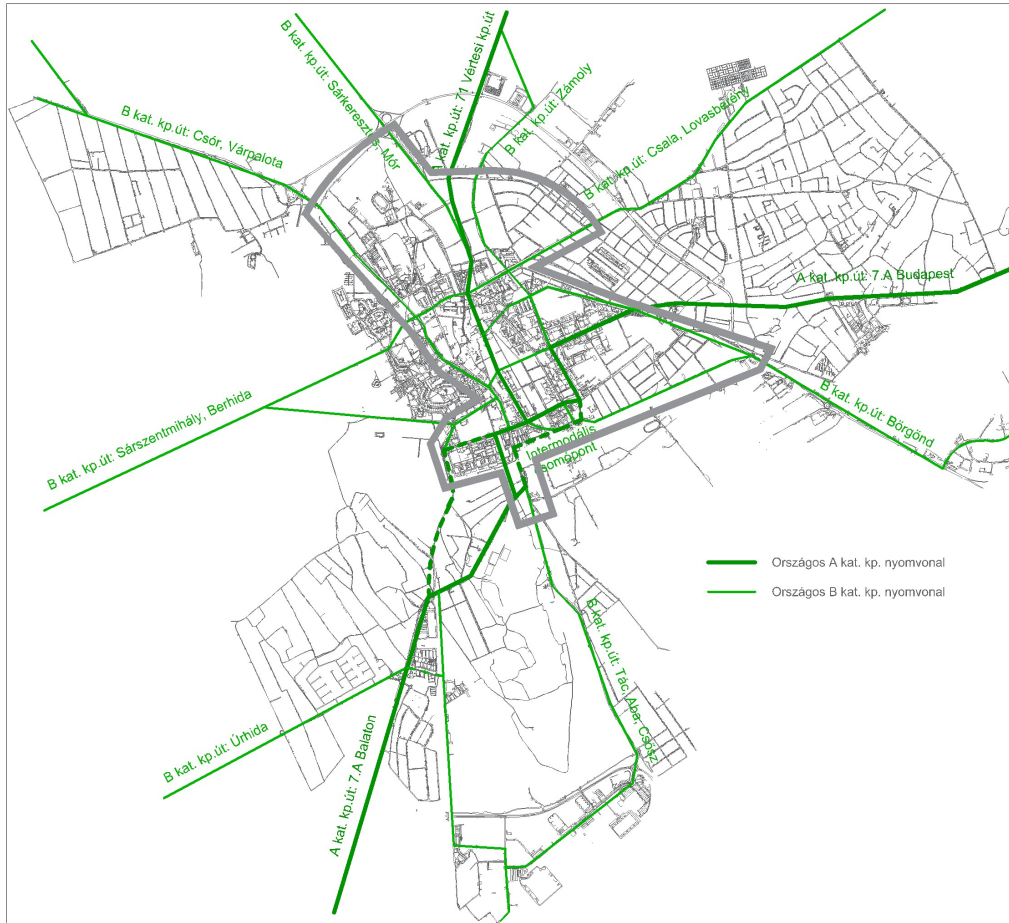 B kat. kp.út: Sárkeresztes, Mór
A kat. kp.út: 71 Vértesi kp.út
B kat. kp.út: Zámoly
B kat. kp.út: Csala, Lovasberény
B kat. kp.út: Csór, Várpalota
A kat. kp.út: 7.A Budapest
B kat. kp.út: Börgönd
B kat. kp.út: Sárszentmihály, Berhida
Intermodális
csomópont
Országos A kat. kp. nyomvonal
Országos B kat. kp. nyomvonal
B kat. kp.út: Tác, Aba, Csősz
B kat. kp.út: Úrhida
A kat. kp.út: 7.A Balaton